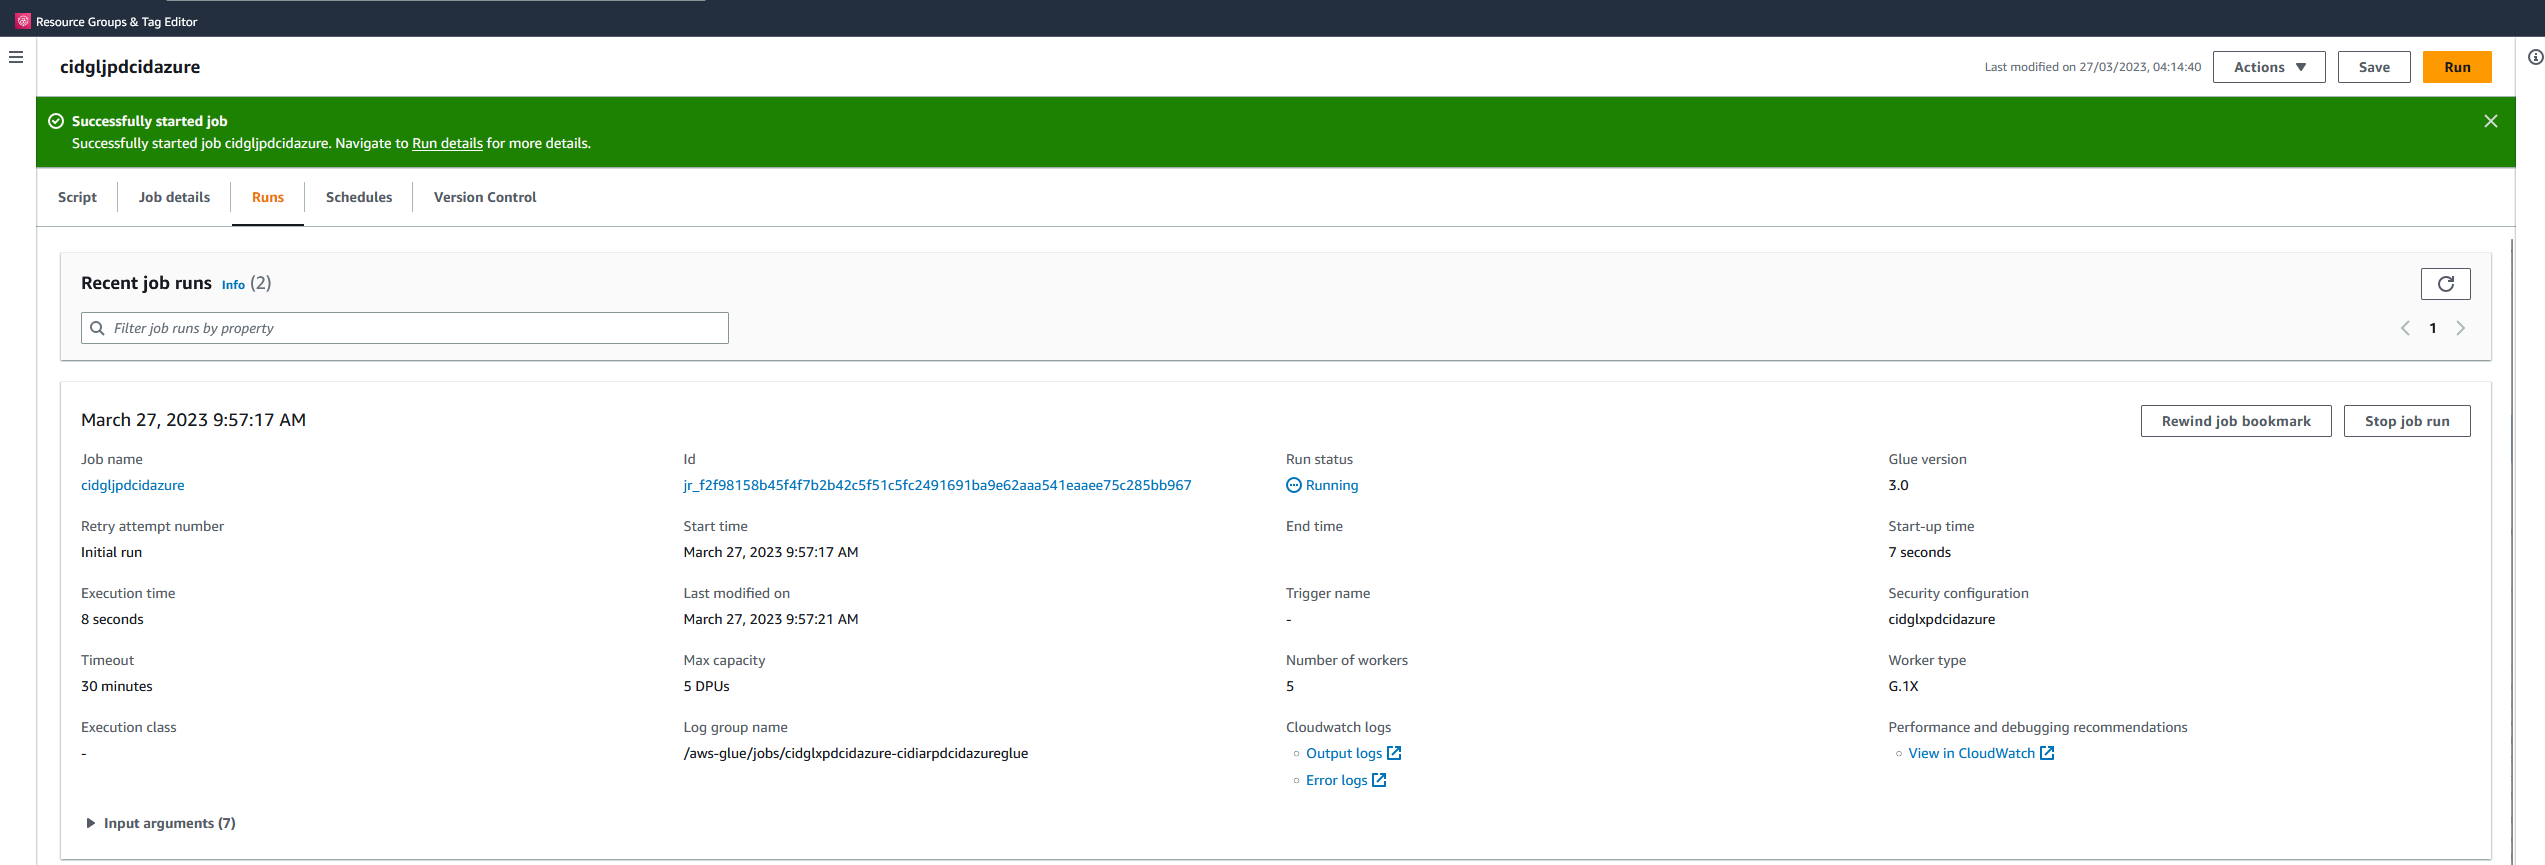 Resource Groups & Tag Editor
cidgljpdcidazure
Last modified on 27/03/2023, 04:14:40
Actions
Save
Run
Successfully started job
Successfully started job cidgljpdcidazure. Navigate to Run details for more details.
Script
Job details
Runs
Schedules
Version Control
Recent job runs Info (2)
Filter job runs by property
1
March 27, 2023 9:57:17 AM
Rewind job bookmark
Stop job run
Job name
cidgljpdcidazure
Id
jr_f2f98158b45f4f7b2b42c5f51c5fc2491691ba9e62aaa541eaaee75c285bb967
Run status
Running
Glue version
3.0
Retry attempt number
Initial run
Start time
March 27, 2023 9:57:17 AM
End time
Start-up time
7 seconds
Execution time
8 seconds
Last modified on
March 27, 2023 9:57:21 AM
Trigger name
-
Security configuration
cidglxpdcidazure
Timeout
30 minutes
Max capacity
5 DPUs
Number of workers
5
Worker type
G.1X
Execution class
-
Log group name
/aws-glue/jobs/cidglxpdcidazure-cidiarpdcidazureglue
Cloudwatch logs
Output logs
Error logs
Performance and debugging recommendations
View in CloudWatch
Input arguments (7)